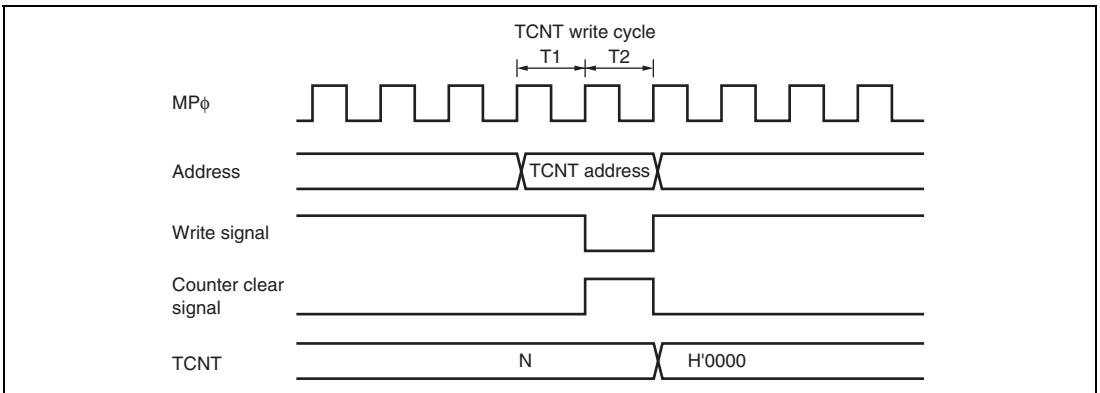 TCNT write cycle
T1 T2
MPϕ
Address TCNT address
Write signal
Counter clear
signal
TCNT N H'0000